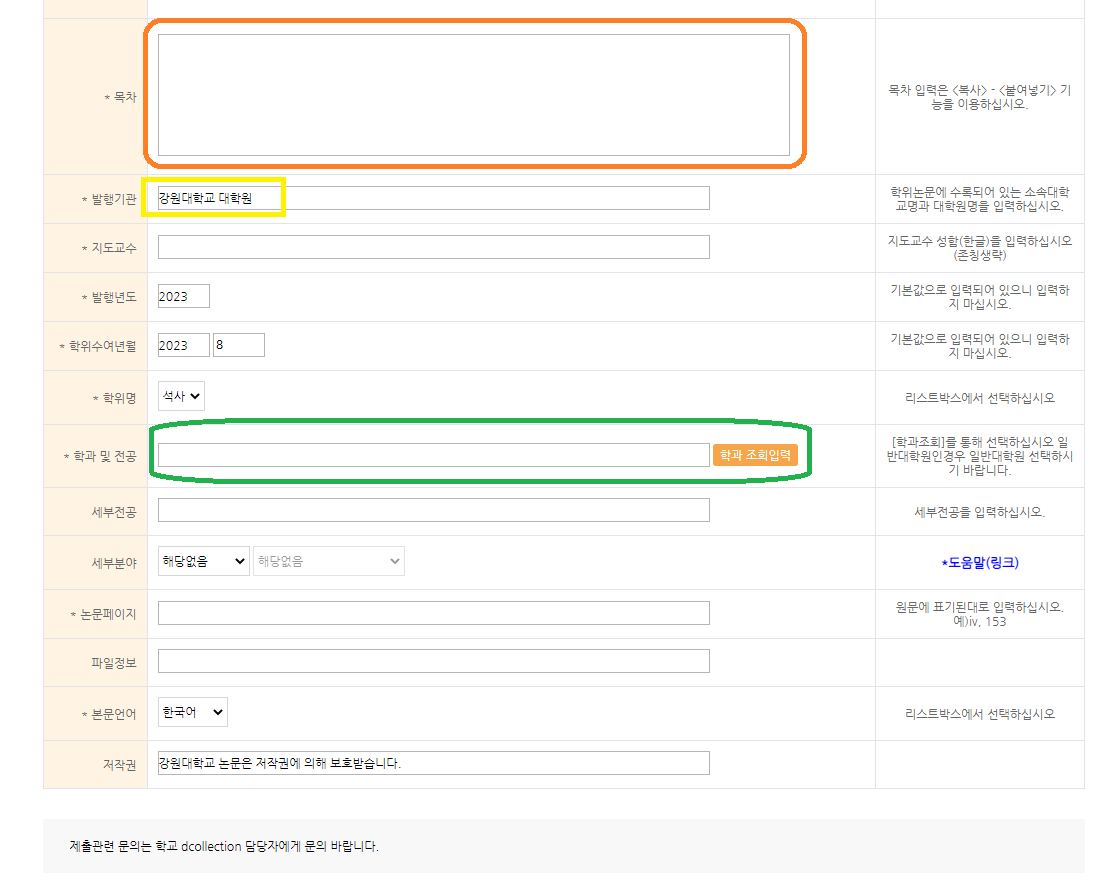 * 목차
목차 입력은 <복사> - <붙여넣기> 기
능을 이용하십시오.
* 발행기관
강원대학교 대학원
학위논문에 수록되어 있는 소속대학
교명과 대학원명을 입력하십시오.
* 지도교수
지도교수 성함(한글)을 입력하십시오
(존칭생략)
* 발행년도
2023
기본값으로 입력되어 있으니 입력하
지 마십시오.
* 학위수여년월
2023 8
기본값으로 입력되어 있으니 입력하
지 마십시오.
* 학위명
석사
리스트박스에서 선택하십시오
* 학과 및 전공
학과 조회입력
[학과조회]를 통해 선택하십시오 일
반대학원인경우 일반대학원 선택하시
기 바랍니다.
세부전공
세부전공을 입력하십시오.
세부분야
해당없음 해당없음
*도움말(링크)
* 논문페이지
원문에 표기된대로 입력하십시오.
예)iv, 153
파일정보
* 본문언어
한국어
리스트박스에서 선택하십시오
저작권
강원대학교 논문은 저작권에 의해 보호받습니다.
제출관련 문의는 학교 dcollection 담당자에게 문의 바랍니다.